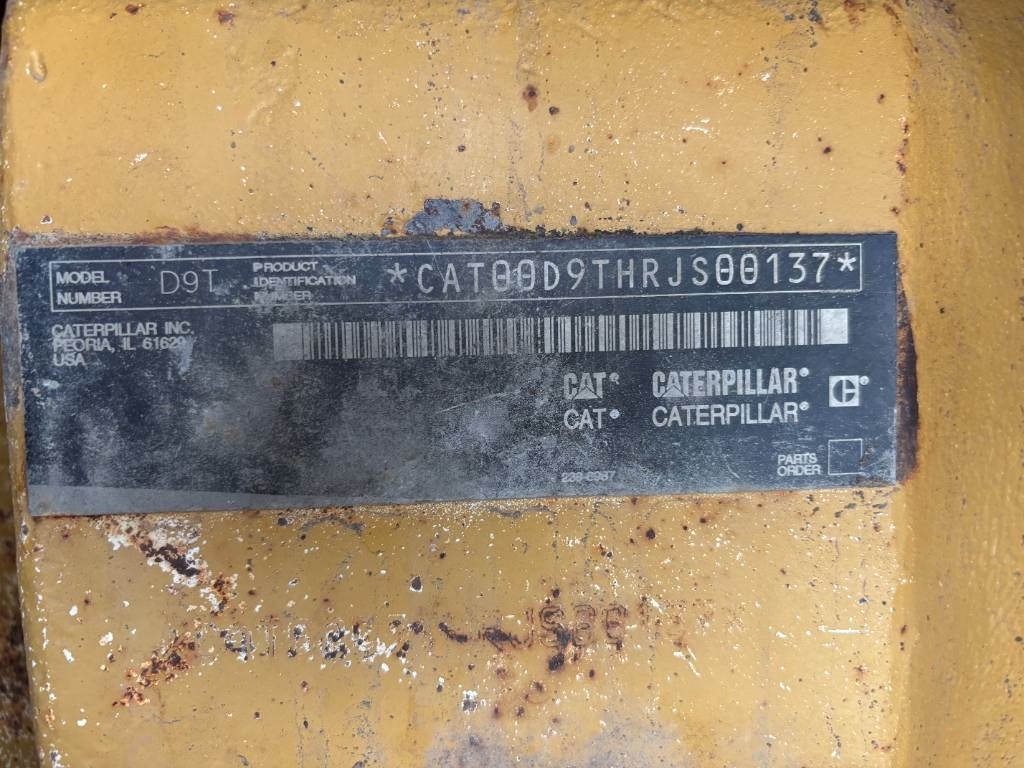 MODEL NUMBER D9T PRODUCT IDENTIFICATION NUMBER *CAT00D9THRJS00137*
CATERPILLAR INC.
PEORIA, IL 61629
USA
CAT® CATERPILLAR®
CAT® CATERPILLAR®
PARTS
ORDER